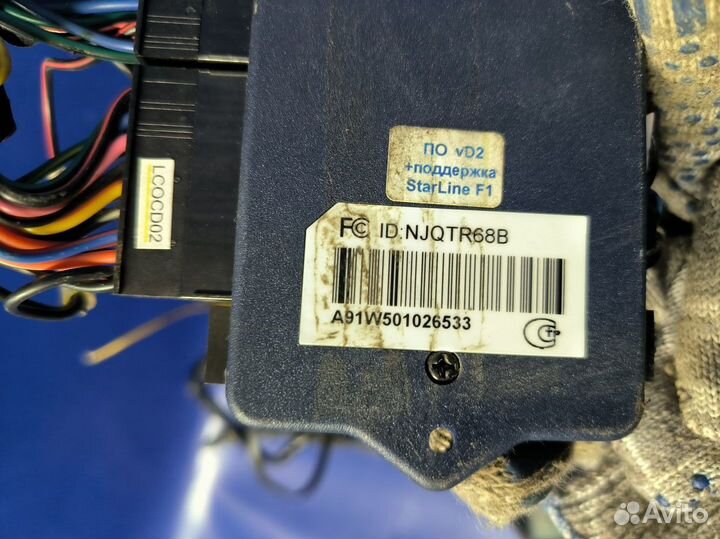 ПО vD2
+поддержка
StarLine F1
LCOCD02
FC ID:NJQTR68B
A91W501026533
Avito